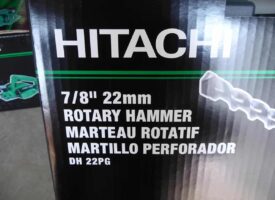 HITACHI
7/8" 22mm
ROTARY HAMMER
MARTEAU ROTATIF
MARTILLO PERFORADOR
DH 22PG